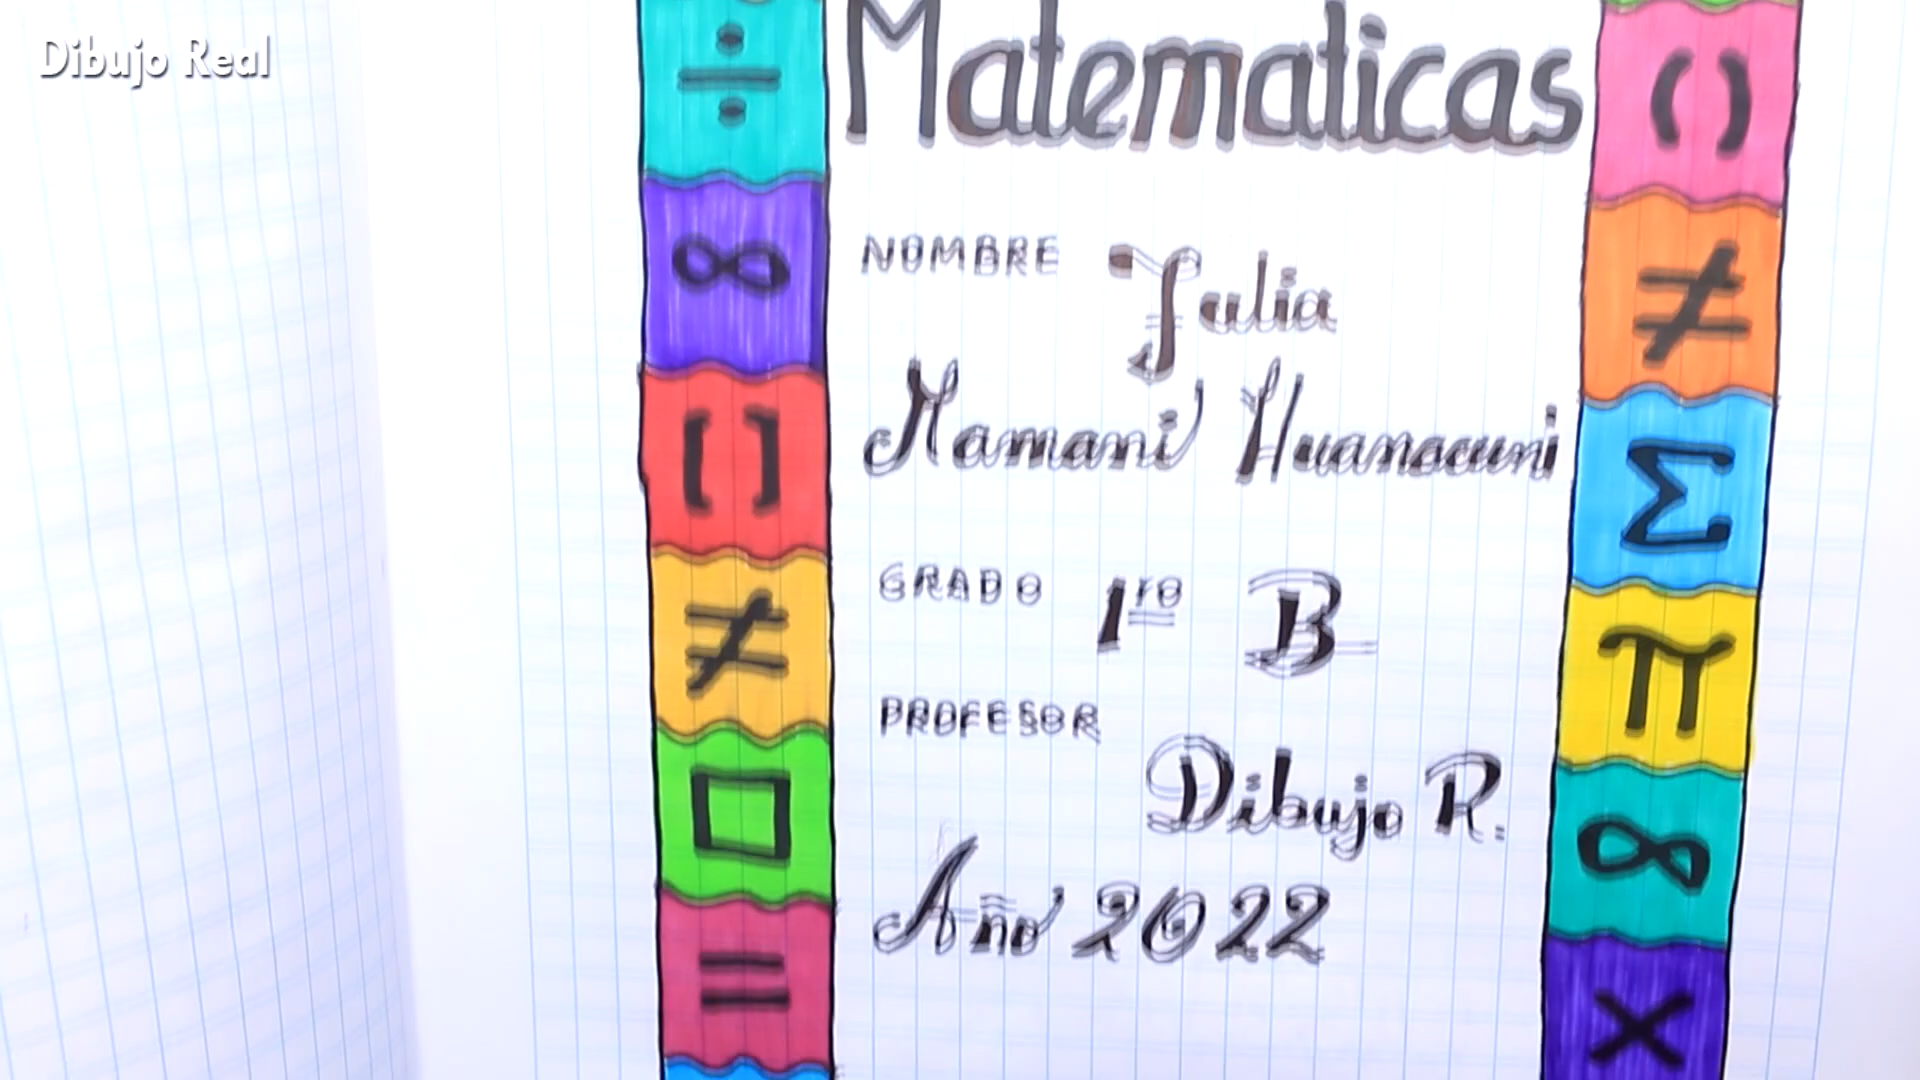 Dibujo Real
Matematicas
÷
∞
[ ]
≠
□
=
NOMBRE Julia
Mamani Huanacuni
GRADO 1ro B
PROFESOR
Dibujo R.
Año 2022
( )
≠
Σ
π
∞
×